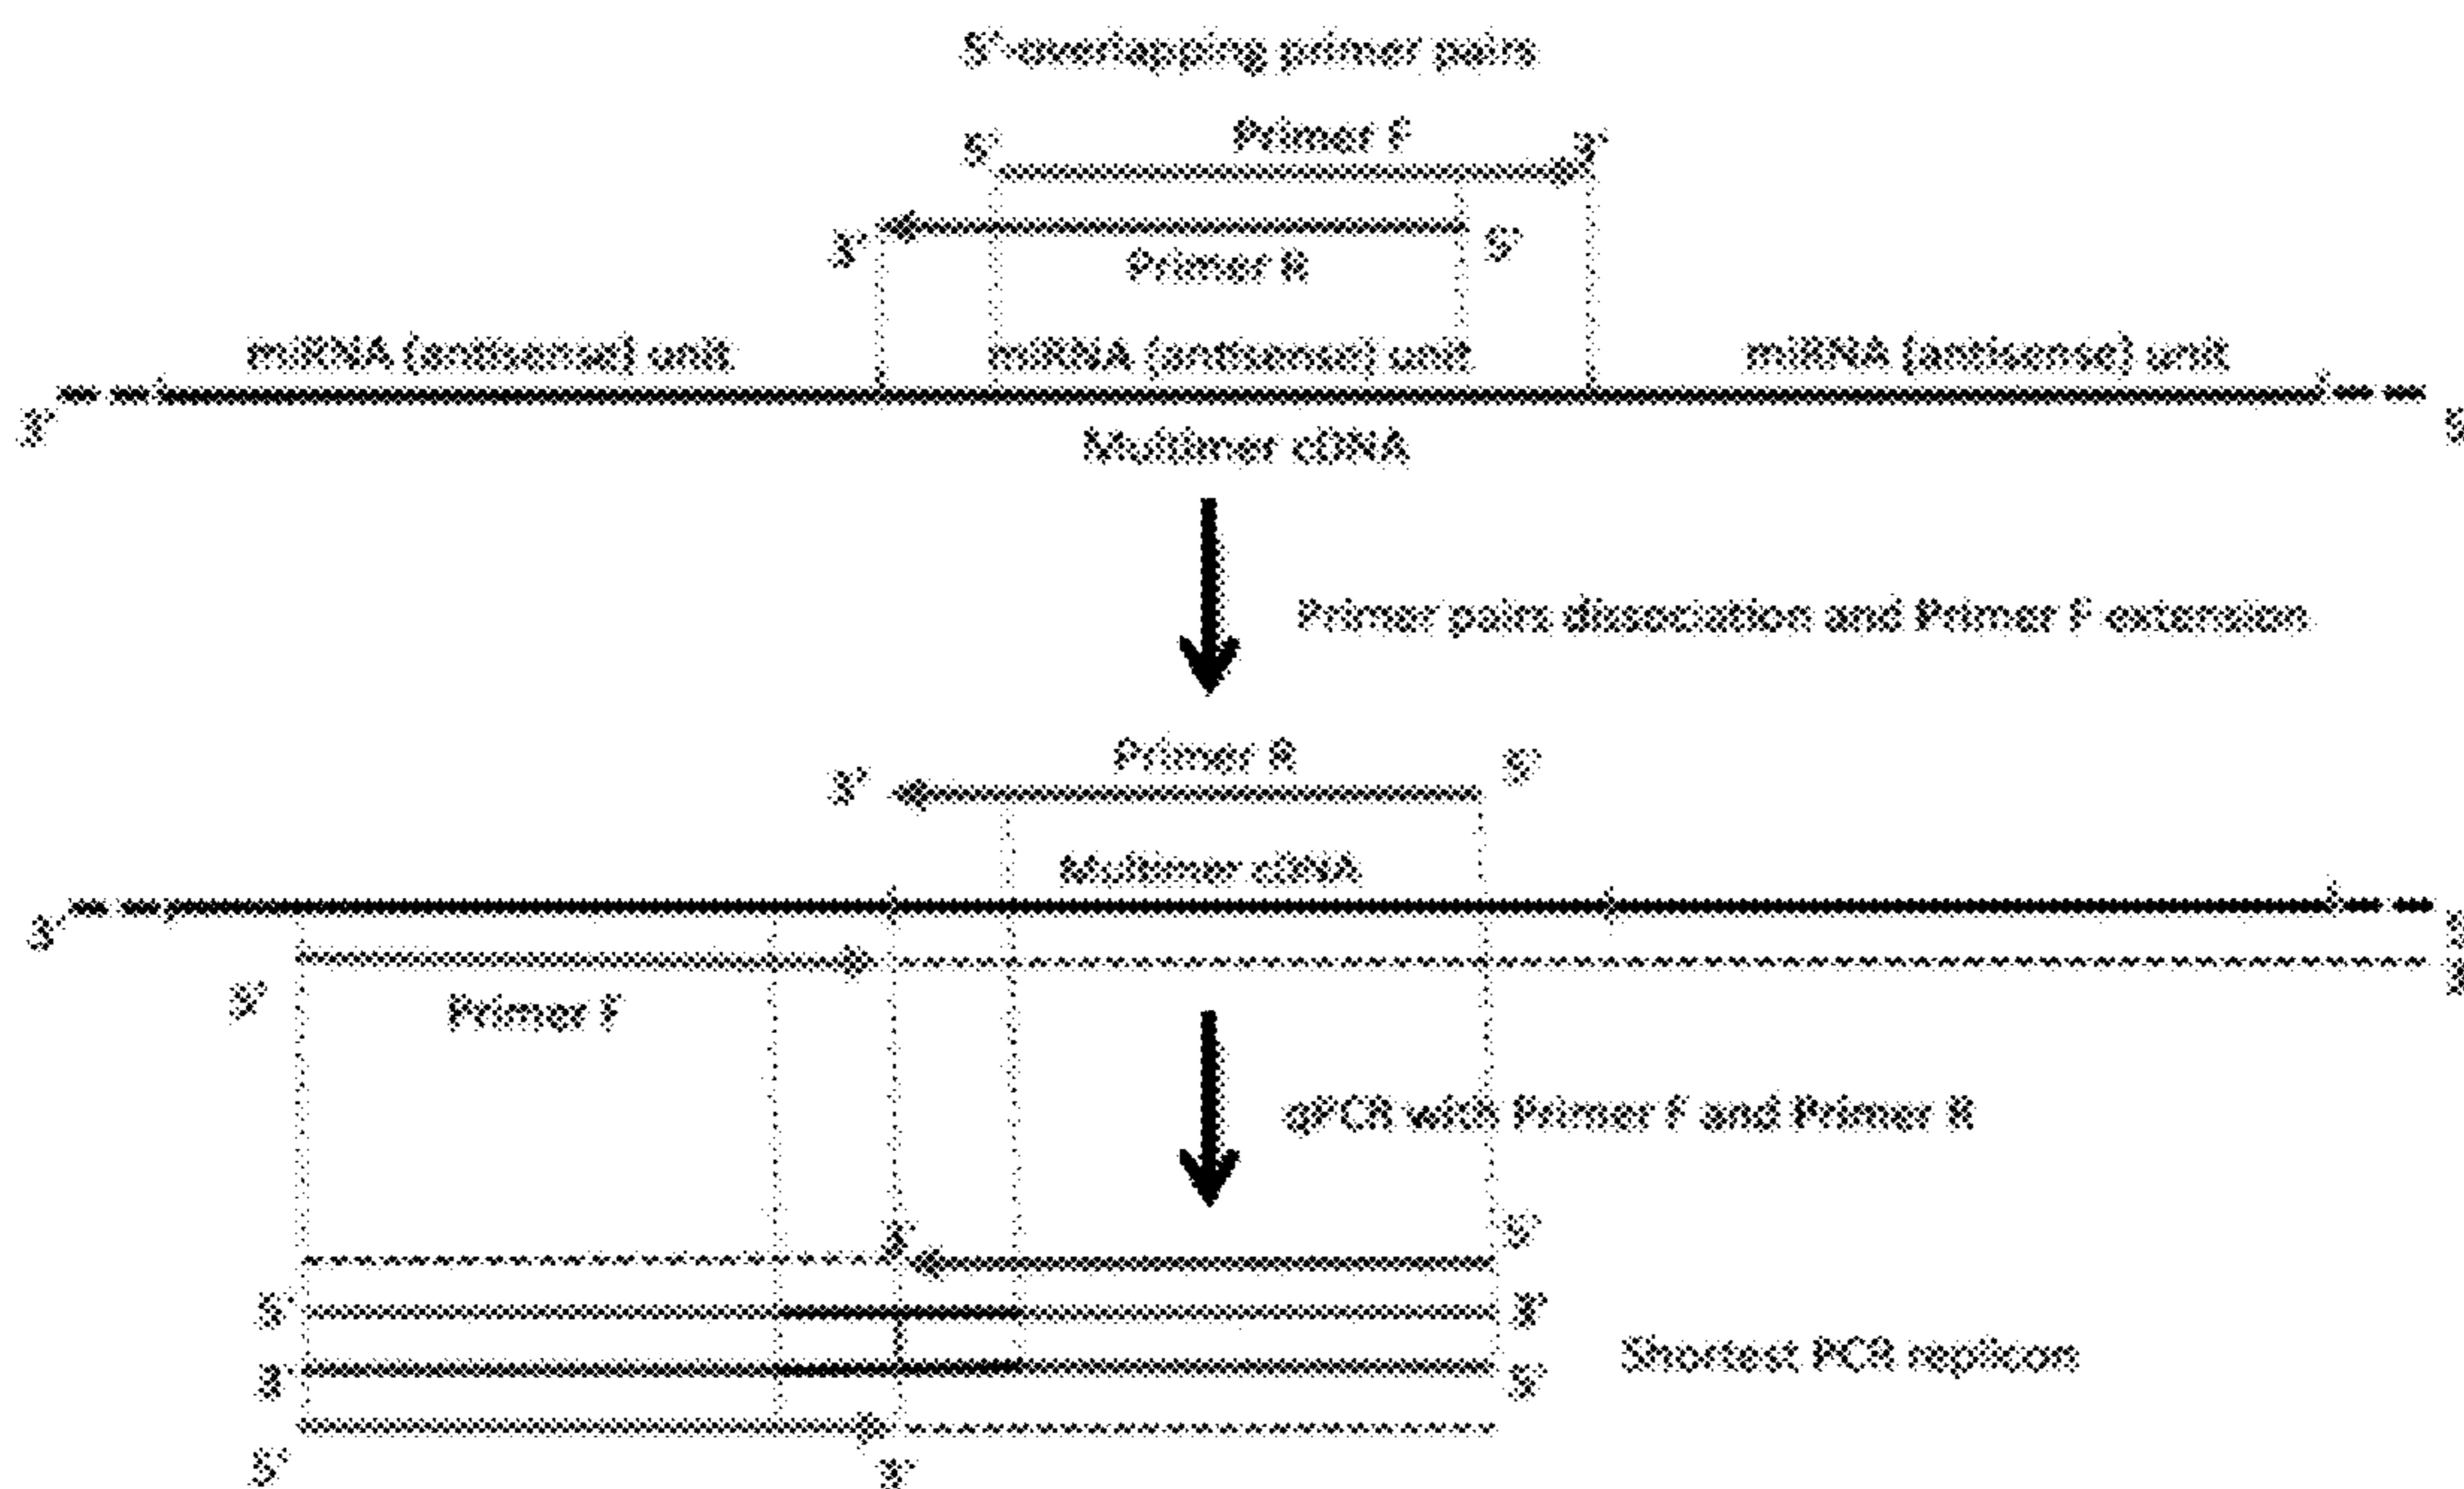 5'-overlapping primer pairs
Primer F
5' 3'
3' 5'
Primer R
miRNA (antisense) unit miRNA (antisense) unit miRNA (antisense) unit
3'
Multimer cDNA
Primer pairs dissociation and Primer F extension
Primer R
3' 5'
Multimer cDNA
3'
5'
Primer F
qPCR with Primer F and Primer R
3' 5'
5' 3'
Shortest PCR replicon
3' 5'
5' 3'